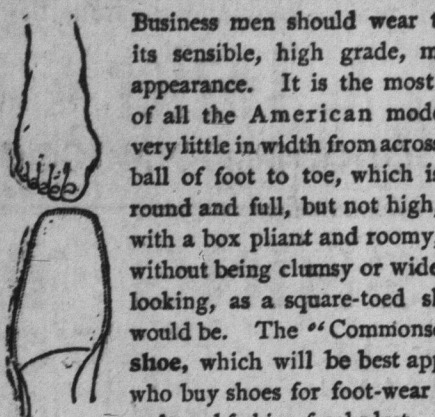 Business men should wear
its sensible, high grade,
appearance. It is the most
of all the American
very little in width from across
ball of foot to toe, which
round and full, but not high
with a box pliant and roomy
without being clumsy or wide
looking, as a square-toed
would be. The "Commonse
shoe, which will be best app
who buy shoes for foot-wear